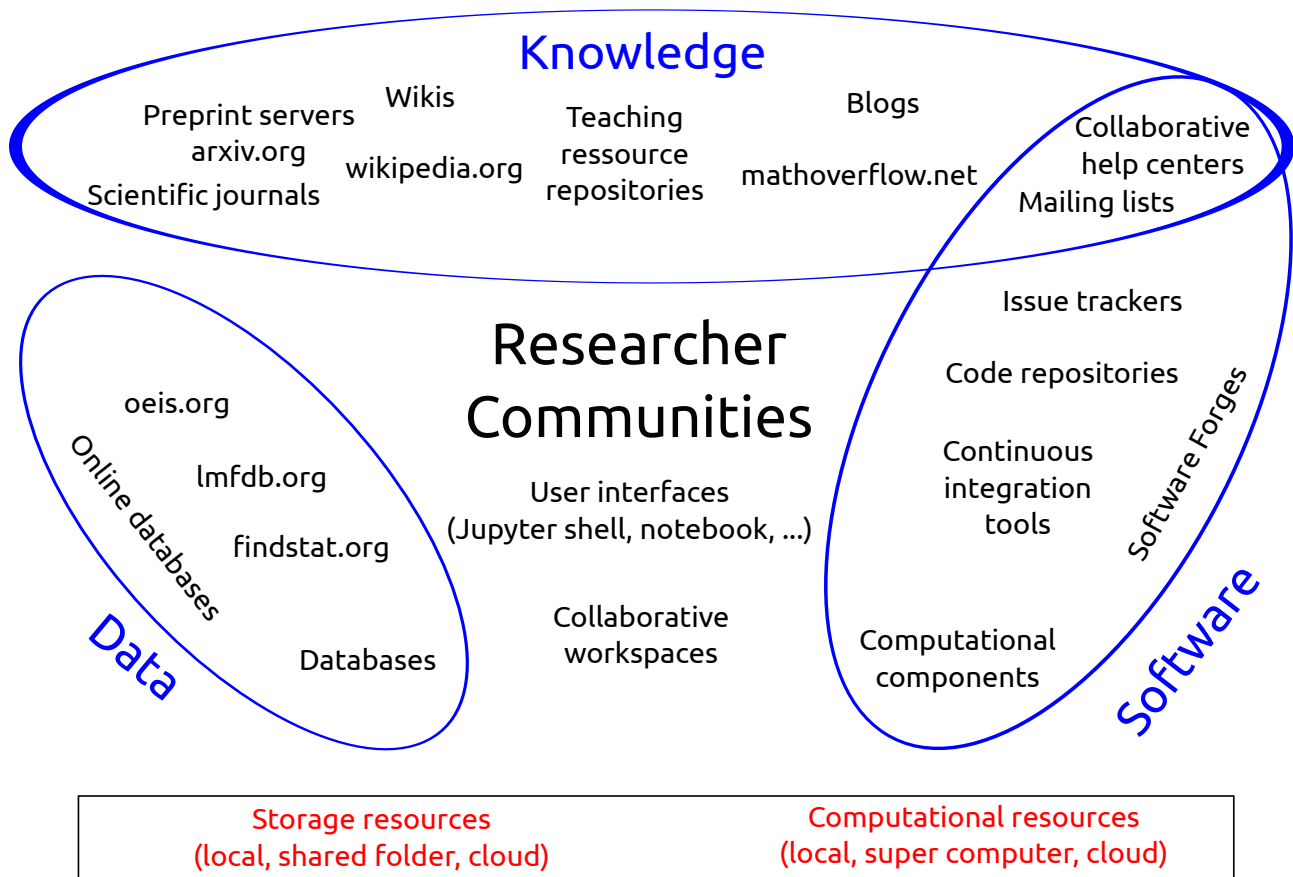 Knowledge
Preprint servers
arxiv.org
Scientific journals
Wikis
wikipedia.org
Teaching
ressource
repositories
Blogs
mathoverflow.net
Collaborative
help centers
Mailing lists
Issue trackers
Code repositories
Continuous
integration
tools
Software Forges
Computational
components
Software
Researcher
Communities
User interfaces
(Jupyter shell, notebook, ...)
Collaborative
workspaces
oeis.org
lmfdb.org
findstat.org
Online databases
Databases
Data
Storage resources
(local, shared folder, cloud)
Computational resources
(local, super computer, cloud)